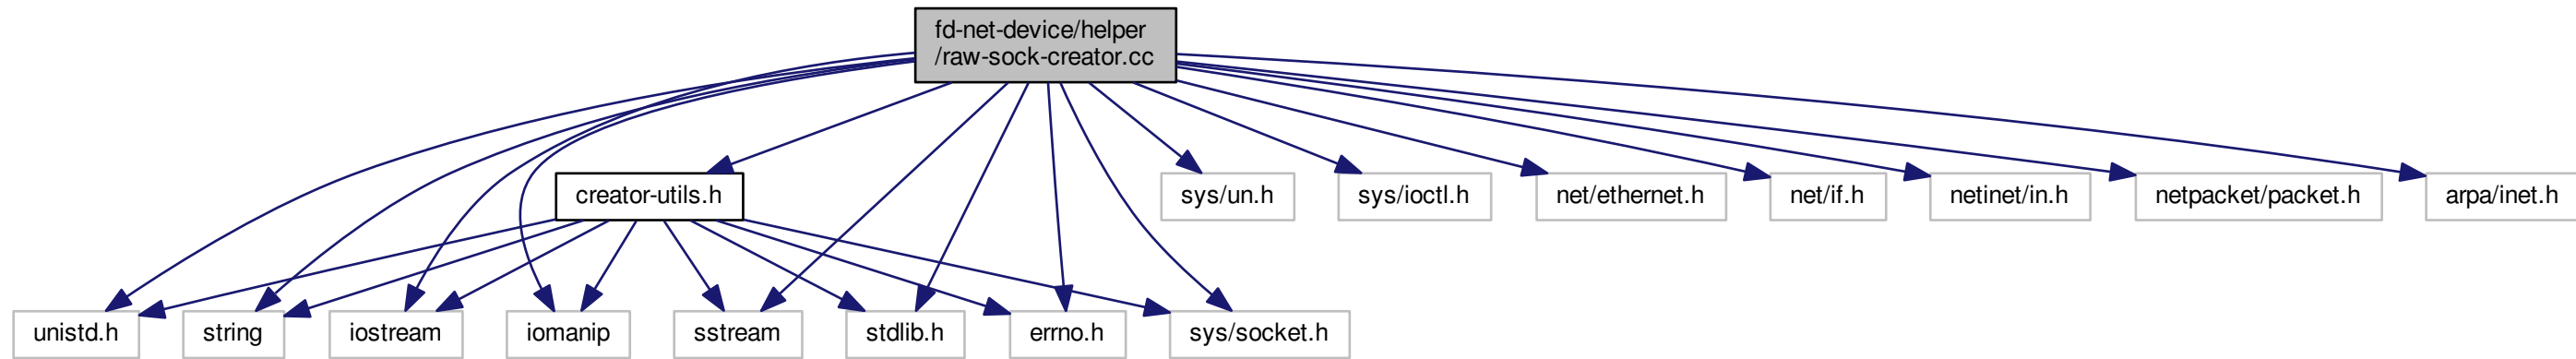 fd-net-device/helper
/raw-sock-creator.cc
creator-utils.h
sys/un.h
sys/ioctl.h
net/ethernet.h
net/if.h
netinet/in.h
netpacket/packet.h
arpa/inet.h
unistd.h
string
iostream
iomanip
sstream
stdlib.h
errno.h
sys/socket.h